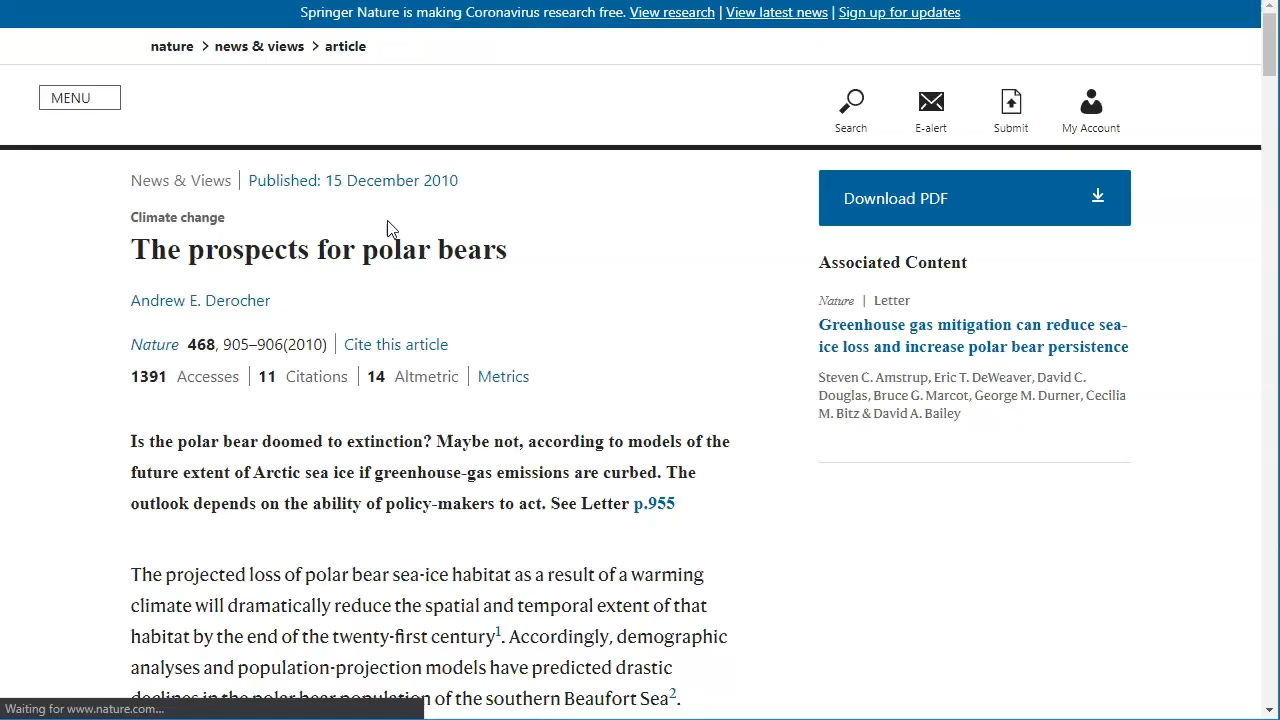 Springer Nature is making Coronavirus research free. View research | View latest news | Sign up for updates
nature > news & views > article
MENU
Search
E-alert
Submit
My Account
News & Views | Published: 15 December 2010
Climate change
The prospects for polar bears
Andrew E. Derocher
Nature 468, 905–906(2010) | Cite this article
1391 Accesses | 11 Citations | 14 Altmetric | Metrics
Is the polar bear doomed to extinction? Maybe not, according to models of the
future extent of Arctic sea ice if greenhouse-gas emissions are curbed. The
outlook depends on the ability of policy-makers to act. See Letter p.955
The projected loss of polar bear sea-ice habitat as a result of a warming
climate will dramatically reduce the spatial and temporal extent of that
habitat by the end of the twenty-first century1. Accordingly, demographic
analyses and population-projection models have predicted drastic
declines in the polar bear population of the southern Beaufort Sea2.
Download PDF
Associated Content
Nature | Letter
Greenhouse gas mitigation can reduce sea-
ice loss and increase polar bear persistence
Steven C. Amstrup, Eric T. DeWeaver, David C.
Douglas, Bruce G. Marcot, George M. Durner, Cecilia
M. Bitz & David A. Bailey
Waiting for www.nature.com...